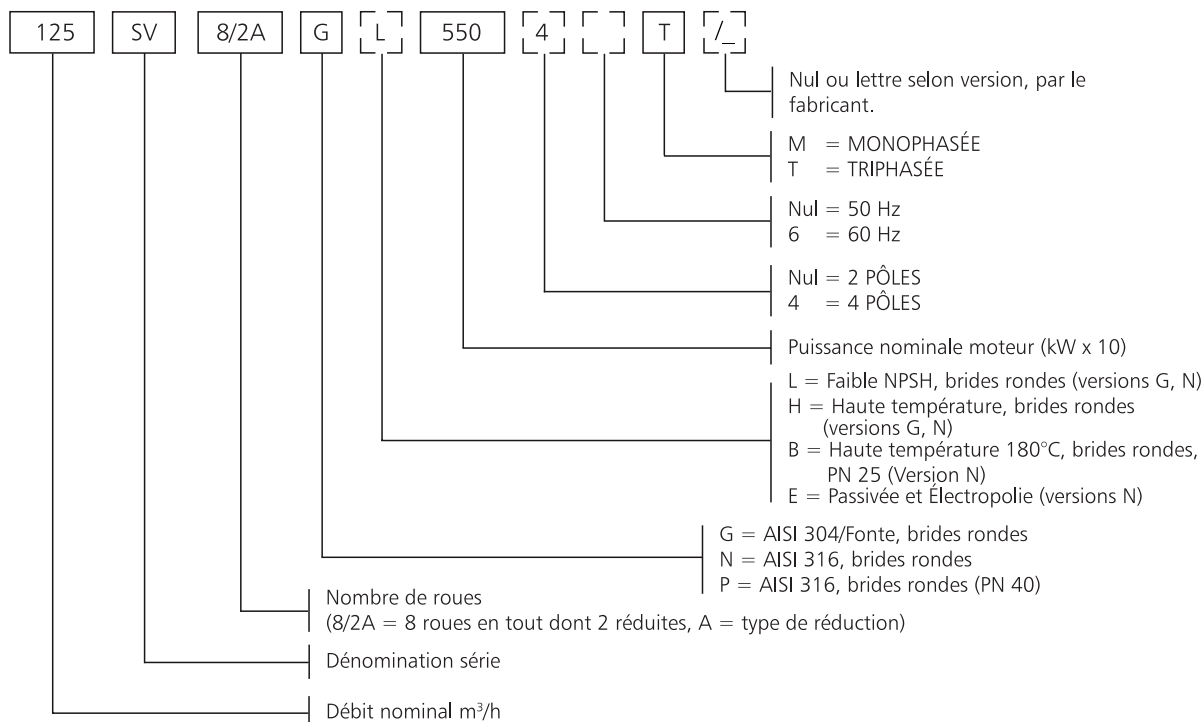 125 SV 8/2A G L 550 4 T /_
Nul ou lettre selon version, par le
fabricant.
M = MONOPHASÉE
T = TRIPHASÉE
Nul = 50 Hz
6 = 60 Hz
Nul = 2 PÔLES
4 = 4 PÔLES
Puissance nominale moteur (kW x 10)
L = Faible NPSH, brides rondes (versions G, N)
H = Haute température, brides rondes
(versions G, N)
B = Haute température 180°C, brides rondes,
PN 25 (Version N)
E = Passivée et Électropolie (versions N)
G = AISI 304/Fonte, brides rondes
N = AISI 316, brides rondes
P = AISI 316, brides rondes (PN 40)
Nombre de roues
(8/2A = 8 roues en tout dont 2 réduites, A = type de réduction)
Dénomination série
Débit nominal m³/h